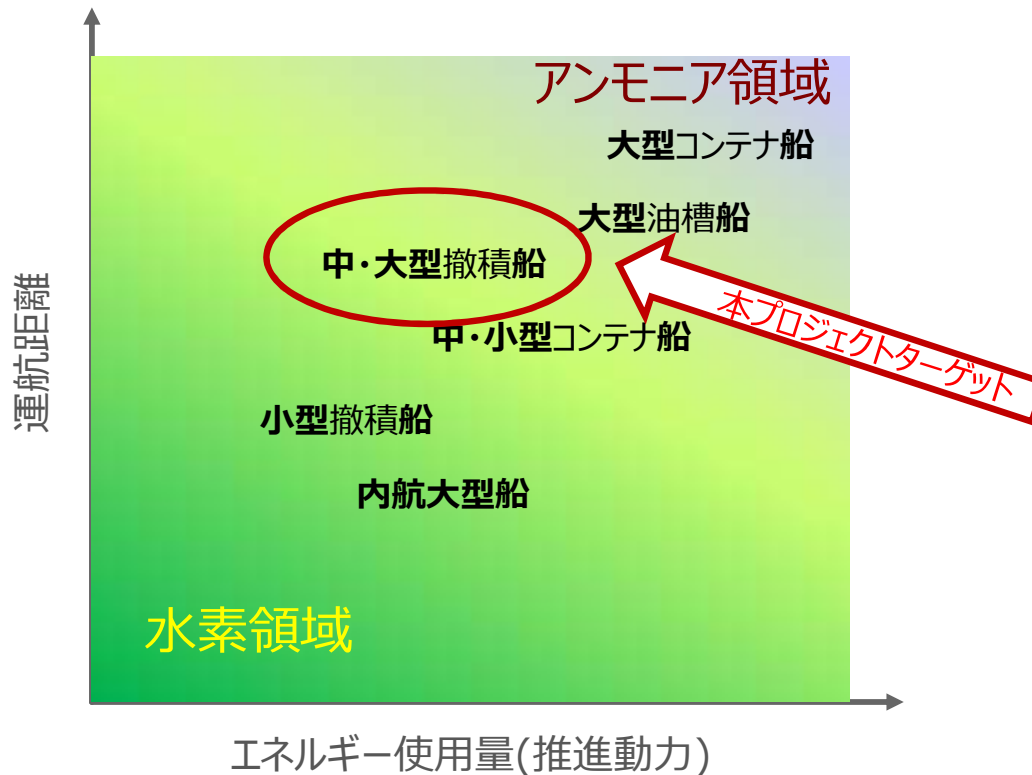 アンモニア領域
大型コンテナ船
大型油槽船
中・大型撤積船
本プロジェクトターゲット
中・小型コンテナ船
小型撤積船
内航大型船
水素領域
運航距離
エネルギー使用量(推進動力)